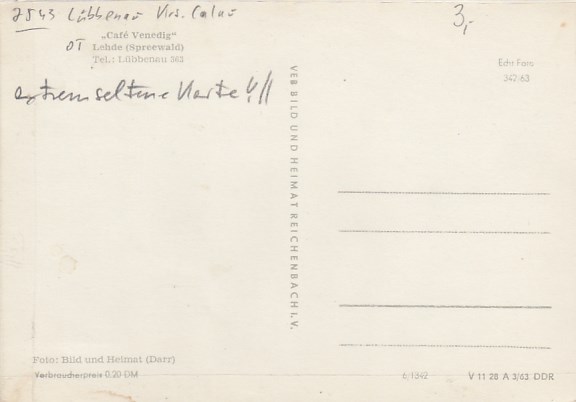 7543 Lübbenau Krs. Calau
3,-
„Café Venedig"
OT Lehde (Spreewald)
Tel.: Lübbenau 363
extrem seltene Karte!!!
Echt Foto
342/63
VEB BILD UND HEIMAT REICHENBACH I. V.
Foto: Bild und Heimat (Darr)
Verbraucherpreis 0,20 DM
6/1342
V 11 28 A 3/63 DDR